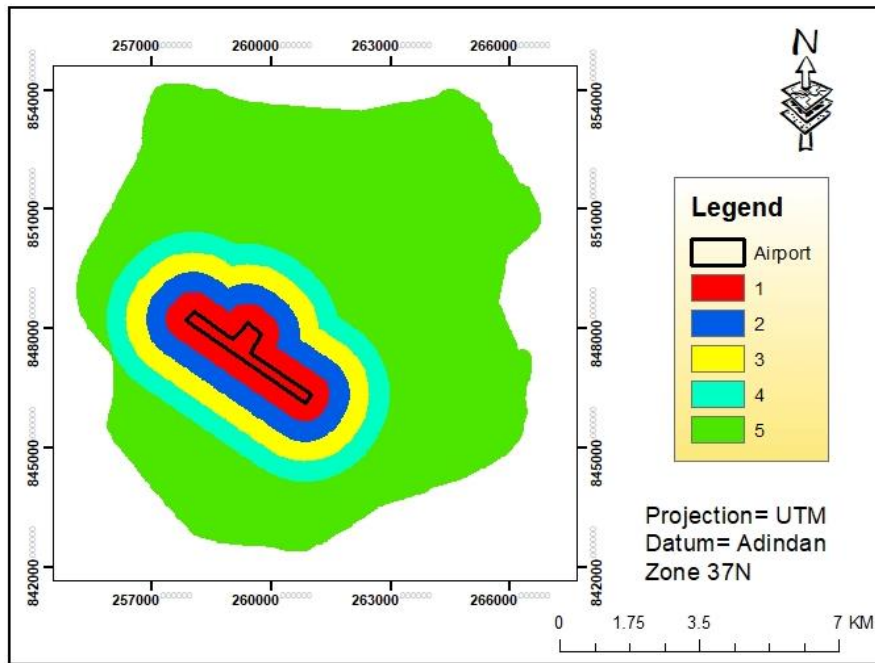 257000 260000 263000 266000
N
854000 854000
851000 851000
848000 848000
845000 845000
842000 842000
257000 260000 263000 266000
Legend
Airport
1
2
3
4
5
Projection= UTM
Datum= Adindan
Zone 37N
0 1.75 3.5 7 KM